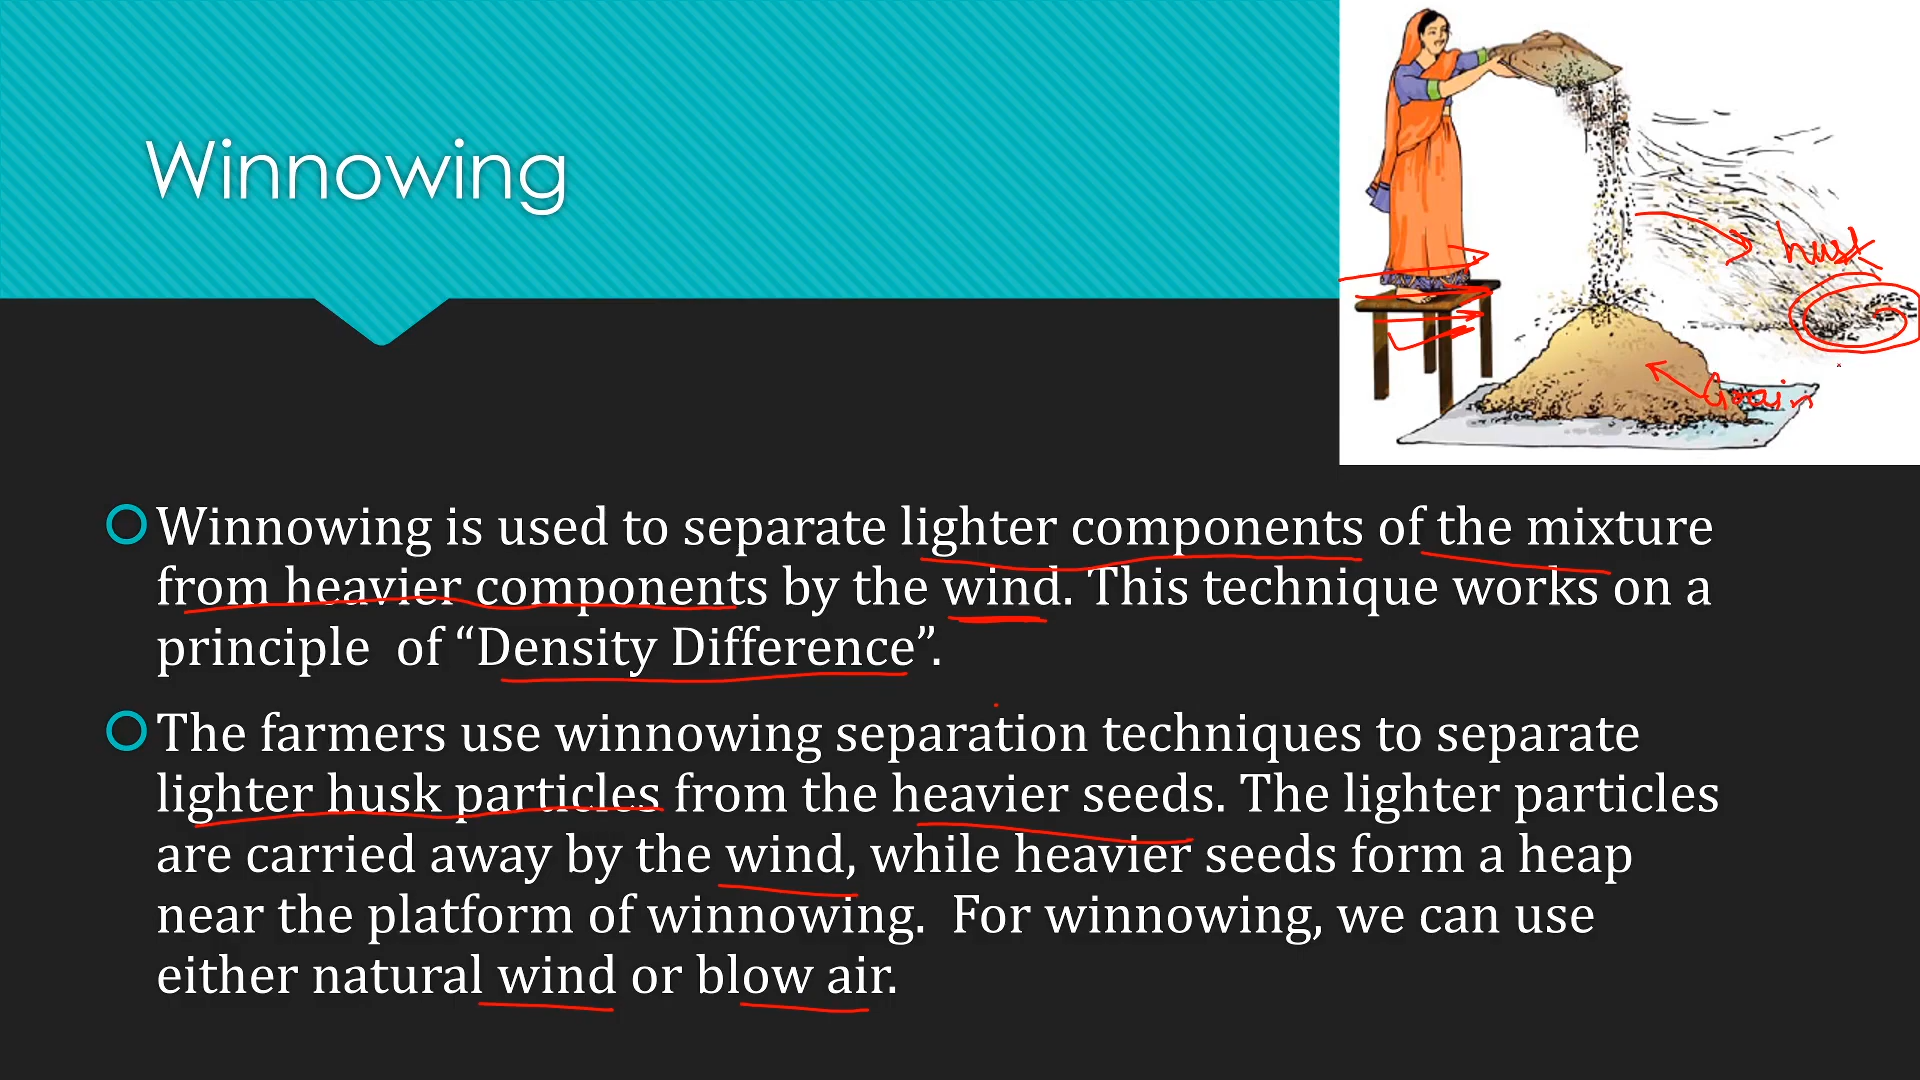 Winnowing
husk
Grain
Winnowing is used to separate lighter components of the mixture
from heavier components by the wind. This technique works on a
principle  of “Density Difference”.
The farmers use winnowing separation techniques to separate
lighter husk particles from the heavier seeds. The lighter particles
are carried away by the wind, while heavier seeds form a heap
near the platform of winnowing.  For winnowing, we can use
either natural wind or blow air.